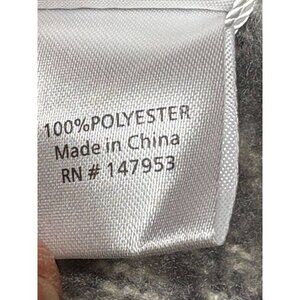 100%POLYESTER
Made in China
RN # 147953